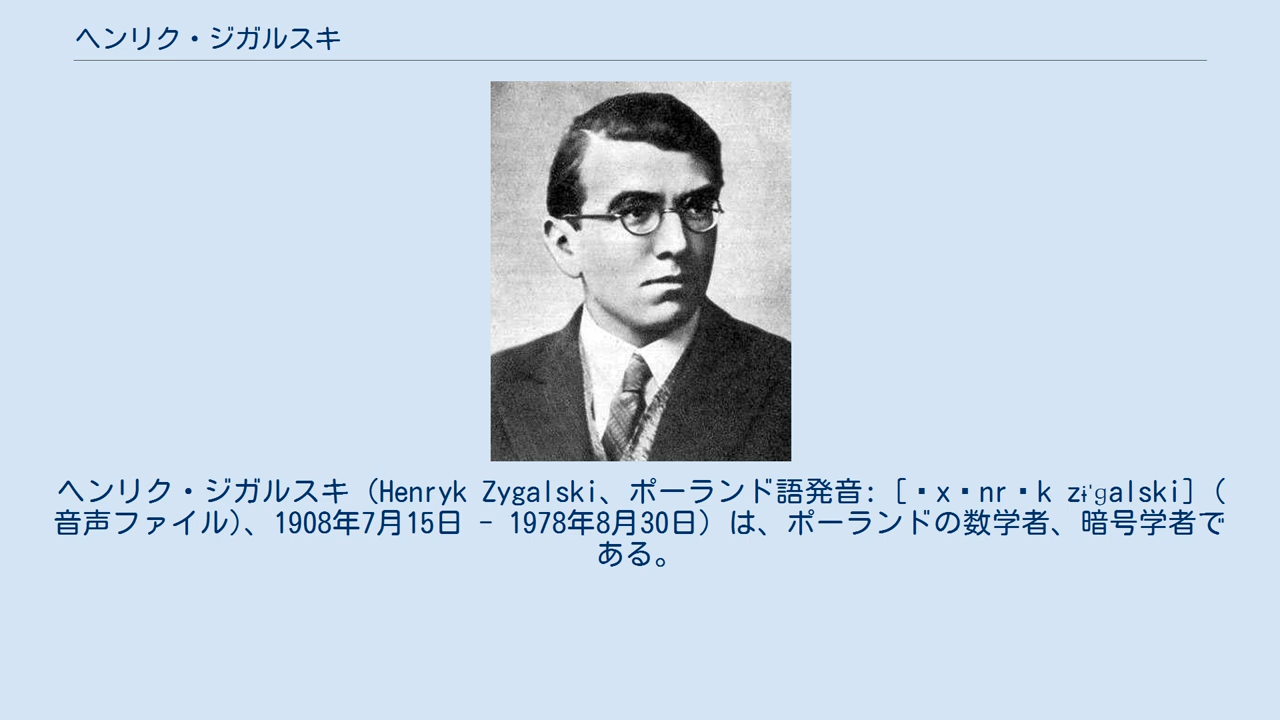 ヘンリク・ジガルスキ
ヘンリク・ジガルスキ（Henryk Zygalski、ポーランド語発音: [▪x▪nr▪k zɨˈɡalski]（
音声ファイル）、1908年7月15日 - 1978年8月30日）は、ポーランドの数学者、暗号学者で
ある。